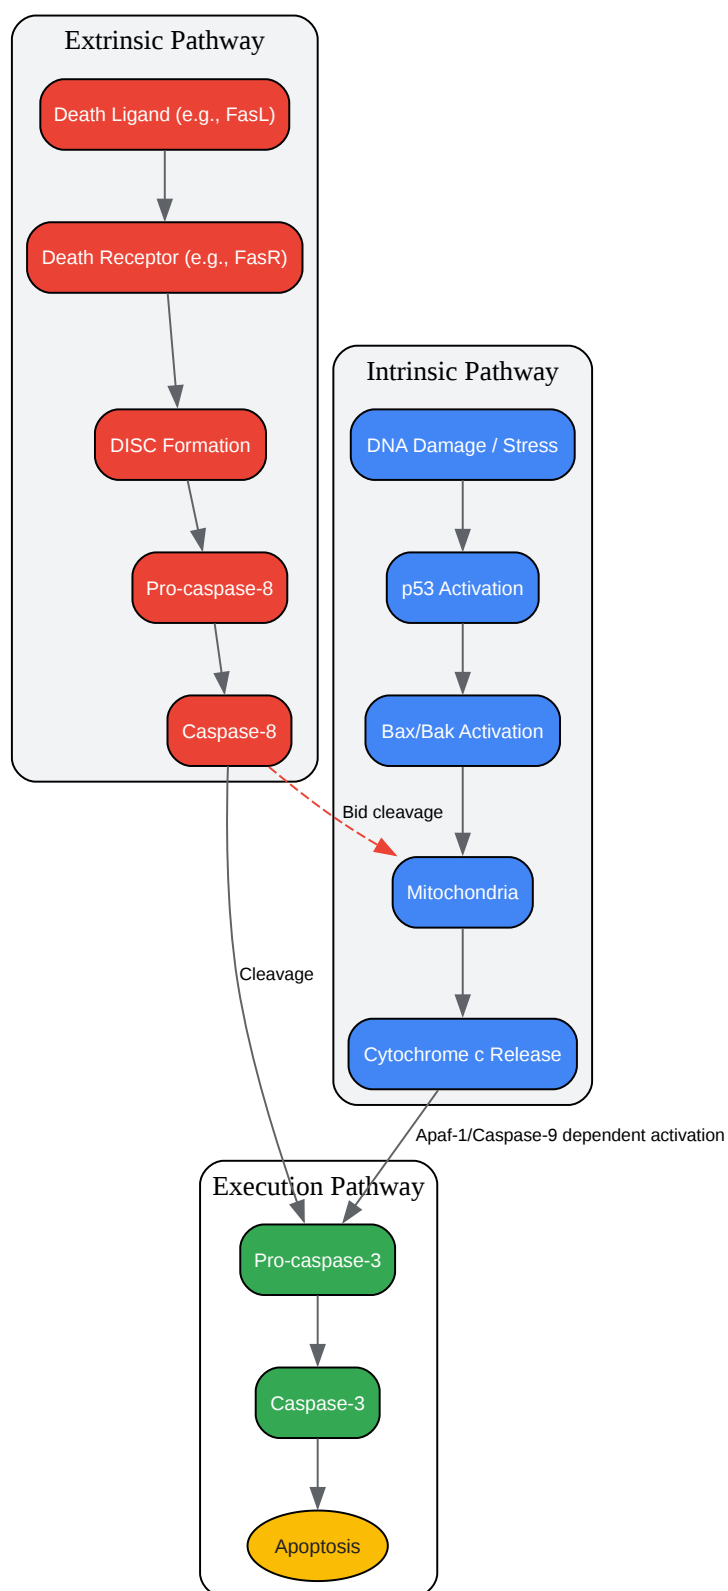 Extrinsic Pathway
Death Ligand (e.g., FasL)
Death Receptor (e.g., FasR)
DISC Formation
Pro-caspase-8
Caspase-8
Intrinsic Pathway
DNA Damage / Stress
p53 Activation
Bax/Bak Activation
Bid cleavage
Mitochondria
Cleavage
Cytochrome c Release
Apaf-1/Caspase-9 dependent activation
Execution Pathway
Pro-caspase-3
Caspase-3
Apoptosis